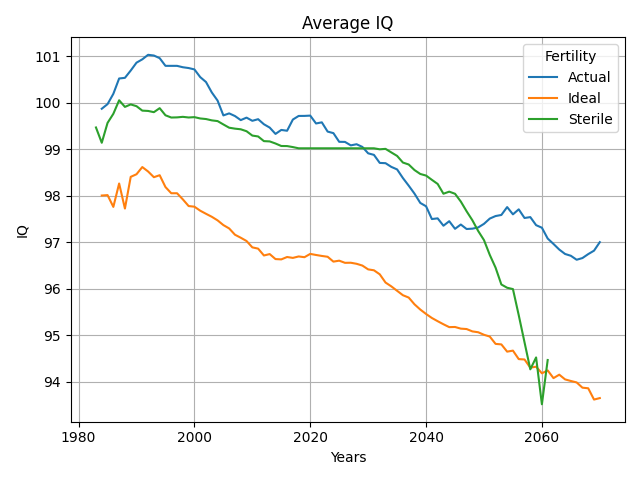 Average IQ
Fertility
Actual
Ideal
Sterile
IQ
101
100
99
98
97
96
95
94
1980
2000
2020
2040
2060
Years